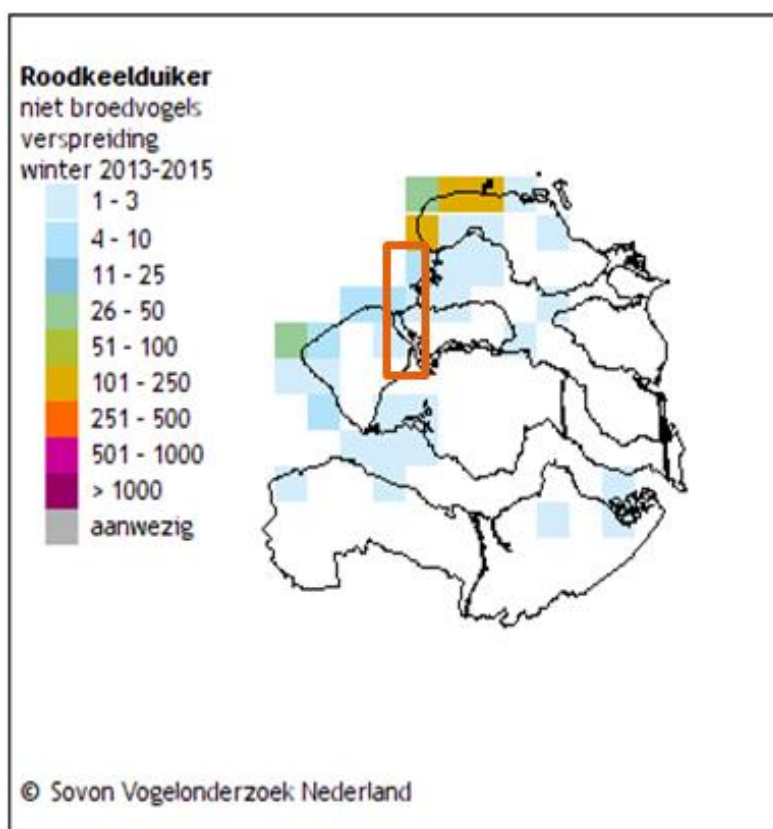 Roodkeelduiker
niet broedvogels
verspreiding
winter 2013-2015
1 - 3
4 - 10
11 - 25
26 - 50
51 - 100
101 - 250
251 - 500
501 - 1000
> 1000
aanwezig
© Sovon Vogelonderzoek Nederland